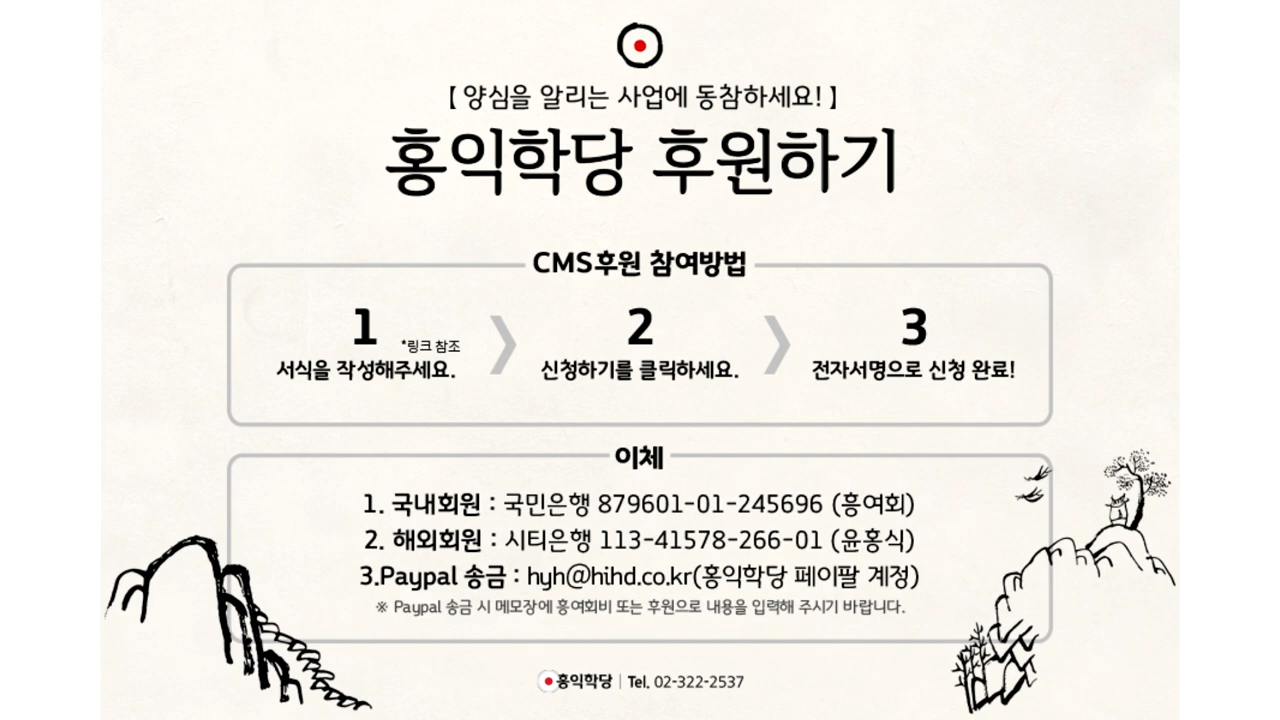 【 양심을 알리는 사업에 동참하세요! 】
홍익학당 후원하기
CMS후원 참여방법
1
*링크 참조
서식을 작성해주세요.
2
신청하기를 클릭하세요.
3
전자서명으로 신청 완료!
이체
1. 국내회원 : 국민은행 879601-01-245696 (흥여회)
2. 해외회원 : 시티은행 113-41578-266-01 (윤홍식)
3.Paypal 송금 : hyh@hihd.co.kr(홍익학당 페이팔 계정)
※ Paypal 송금 시 메모장에 흥여회비 또는 후원으로 내용을 입력해 주시기 바랍니다.
홍익학당 | Tel. 02-322-2537